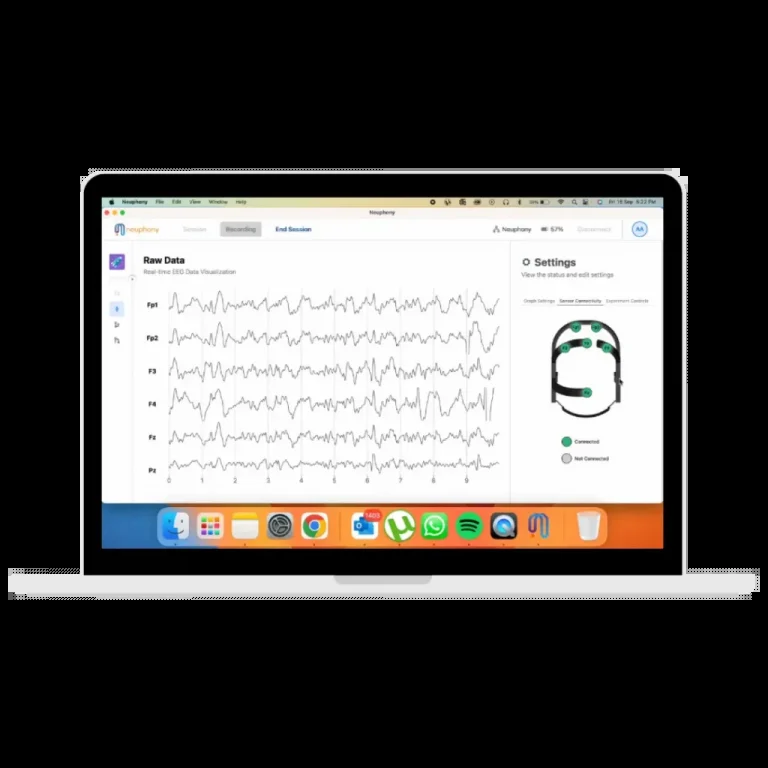 Neuphony File Edit View Window Help
Fri 16 Sep 4:22 PM
Neuphony
neuphony
Session
Recording
End Session
Neuphony
57%
Disconnect
AA
Raw Data
Real-time EEG Data Visualization
Settings
View the status and edit settings
Graph Settings
Sensor Connectivity
Experiment Controls
Fp1
Fp2
F3
F4
Fz
Pz
0 1 2 3 4 5 6 7 8 9
Connected
Not Connected